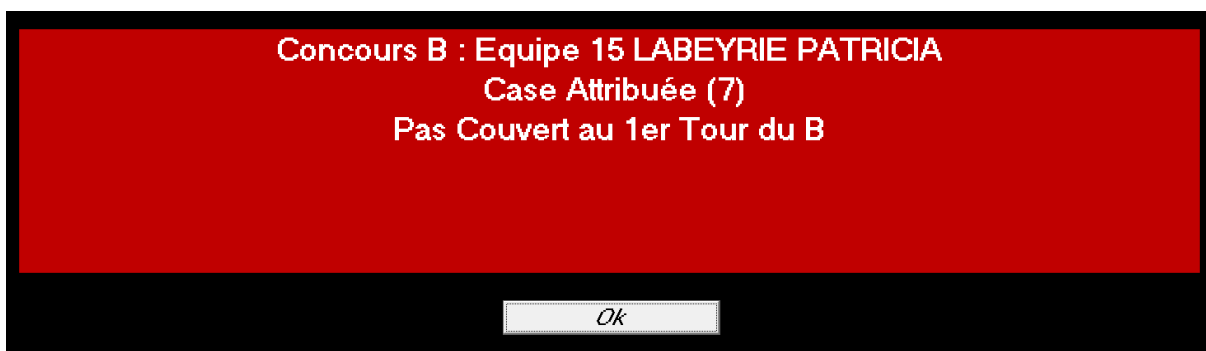 Concours B : Equipe 15 LABEYRIE PATRICIA
Case Attribuée (7)
Pas Couvert au 1er Tour du B
Ok